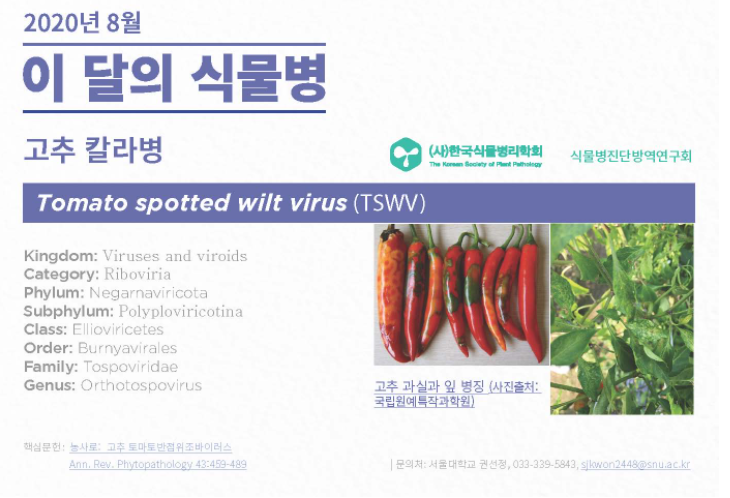 2020년 8월
이 달의 식물병
고추 칼라병
(사)한국식물병리학회
The Korean Society of Plant Pathology
식물병진단방역연구회
Tomato spotted wilt virus (TSWV)
Kingdom: Viruses and viroids
Category: Riboviria
Phylum: Negarnaviricota
Subphylum: Polyploviricotina
Class: Ellioviricetes
Order: Burnyavirales
Family: Tospoviridae
Genus: Orthotospovirus
고추 과실과 잎 병징 (사진출처:
국립원예특작과학원)
핵심문헌: 농사로: 고추 토마토반점위조바이러스
Ann. Rev. Phytopathology 43:459-489
| 문의처: 서울대학교 권선정, 033-339-5843, sjkwon2448@snu.ac.kr